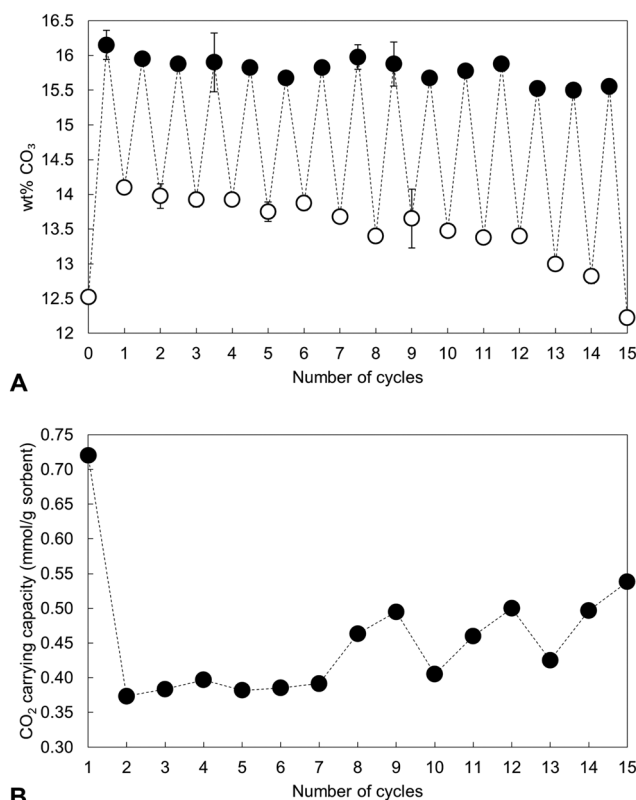 16.5
16
15.5
15
14.5
14
13.5
13
12.5
12
wt% CO₃
0 1 2 3 4 5 6 7 8 9 10 11 12 13 14 15
Number of cycles
A
0.75
0.70
0.65
0.60
0.55
0.50
0.45
0.40
0.35
0.30
CO₂ carrying capacity (mmol/g sorbent)
1 2 3 4 5 6 7 8 9 10 11 12 13 14 15
Number of cycles
B